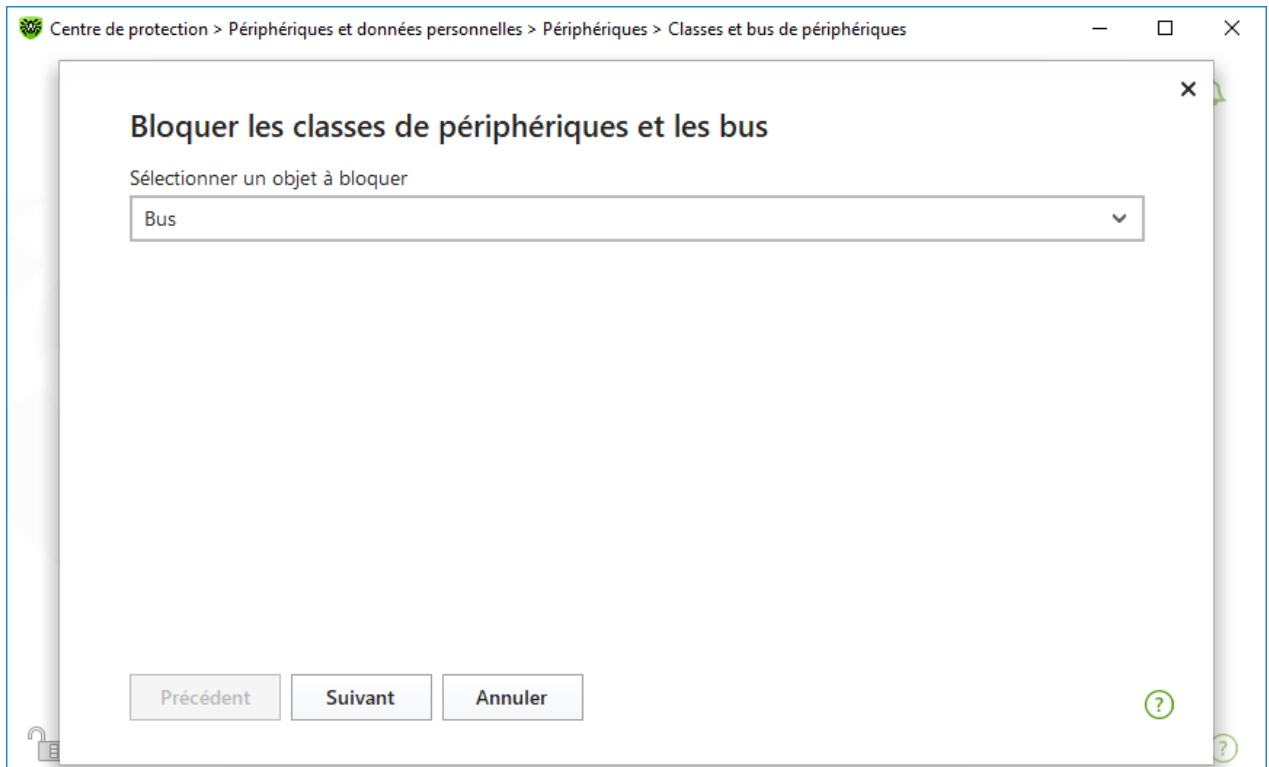 Centre de protection > Périphériques et données personnelles > Périphériques > Classes et bus de périphériques
Bloquer les classes de périphériques et les bus
Sélectionner un objet à bloquer
Bus
Précédent
Suivant
Annuler
?
?